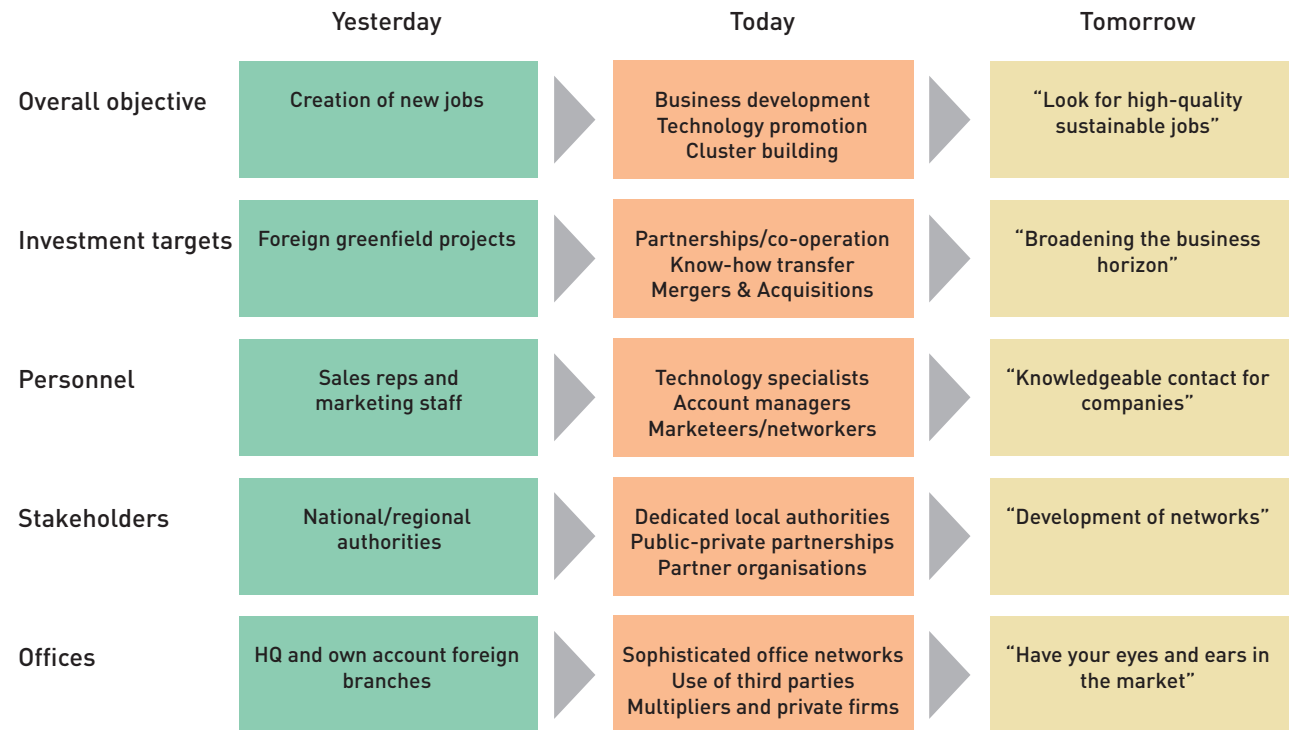 Yesterday
Today
Tomorrow
Overall objective
Creation of new jobs
Business development
Technology promotion
Cluster building
“Look for high-quality
sustainable jobs”
Investment targets
Foreign greenfield projects
Partnerships/co-operation
Know-how transfer
Mergers & Acquisitions
“Broadening the business
horizon”
Personnel
Sales reps and
marketing staff
Technology specialists
Account managers
Marketeers/networkers
“Knowledgeable contact for
companies”
Stakeholders
National/regional
authorities
Dedicated local authorities
Public-private partnerships
Partner organisations
“Development of networks”
Offices
HQ and own account foreign
branches
Sophisticated office networks
Use of third parties
Multipliers and private firms
“Have your eyes and ears in
the market”